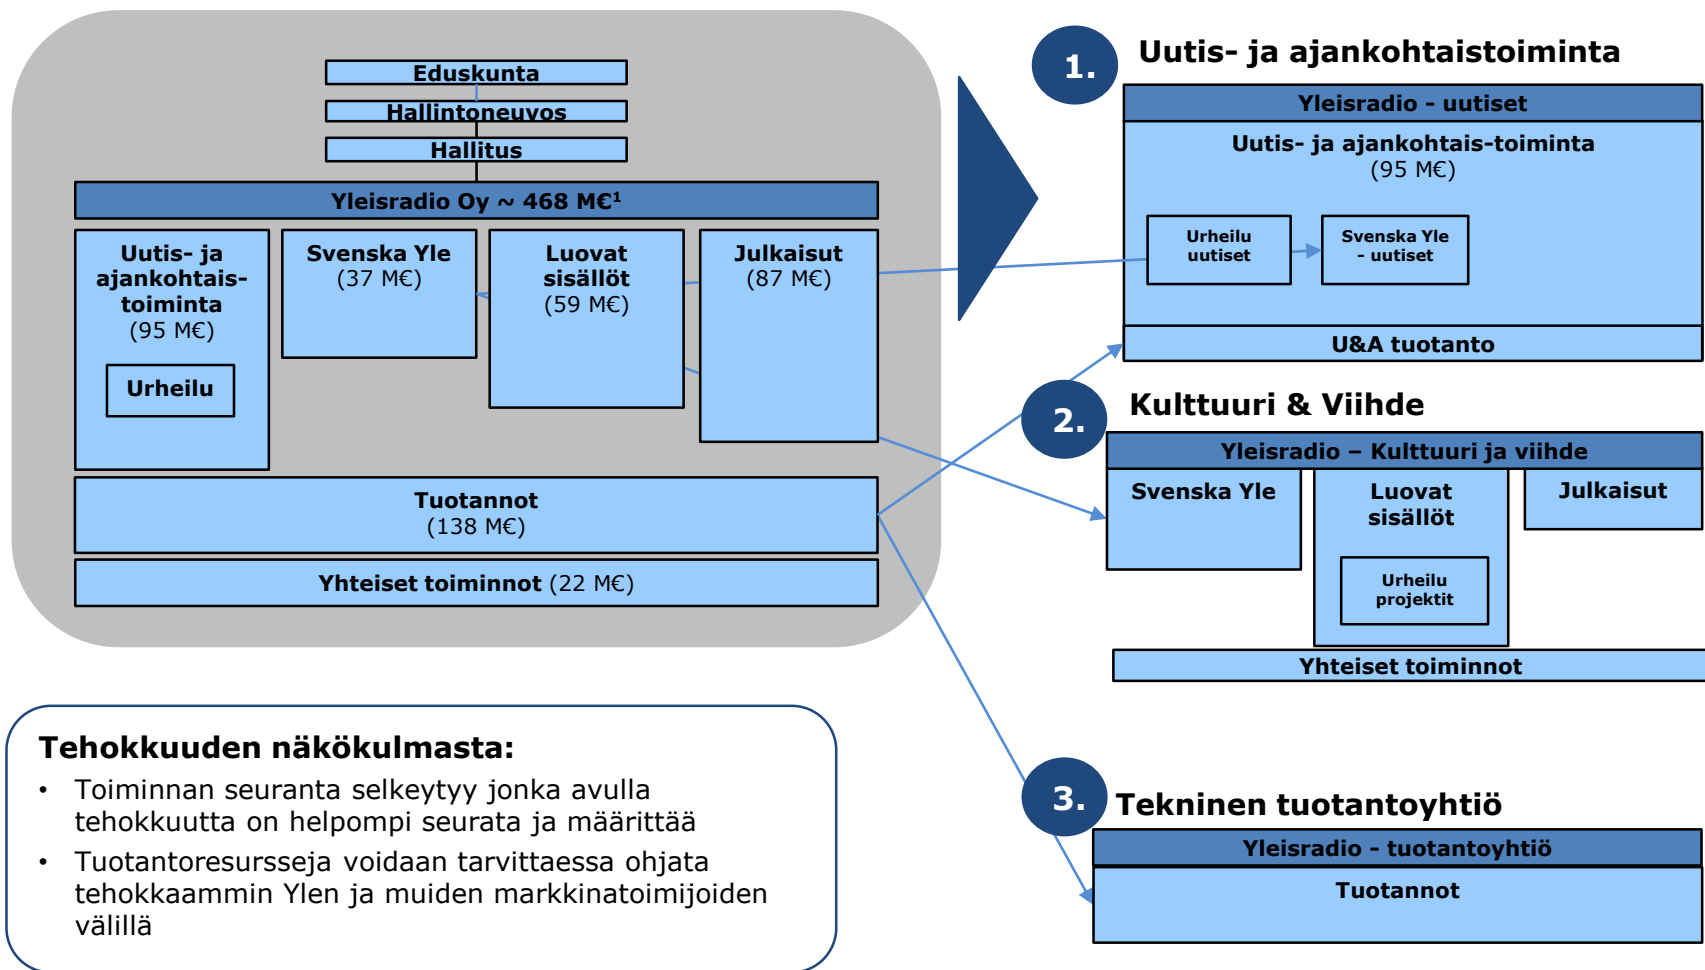 Eduskunta
Hallintoneuvos
Hallitus
Yleisradio Oy ~ 468 M€¹
Uutis- ja
ajankohtais-
toiminta
(95 M€)
Urheilu
Svenska Yle
(37 M€)
Luovat
sisällöt
(59 M€)
Julkaisut
(87 M€)
Tuotannot
(138 M€)
Yhteiset toiminnot (22 M€)
Tehokkuuden näkökulmasta:
• Toiminnan seuranta selkeytyy jonka avulla
tehokkuutta on helpompi seurata ja määrittää
• Tuotantoresursseja voidaan tarvittaessa ohjata
tehokkaammin Ylen ja muiden markkinatoimijoiden
välillä
1. Uutis- ja ajankohtaistoiminta
Yleisradio - uutiset
Uutis- ja ajankohtais-toiminta
(95 M€)
Urheilu
uutiset
Svenska Yle
- uutiset
U&A tuotanto
2. Kulttuuri & Viihde
Yleisradio – Kulttuuri ja viihde
Svenska Yle
Luovat
sisällöt
Urheilu
projektit
Julkaisut
Yhteiset toiminnot
3. Tekninen tuotantoyhtiö
Yleisradio - tuotantoyhtiö
Tuotannot